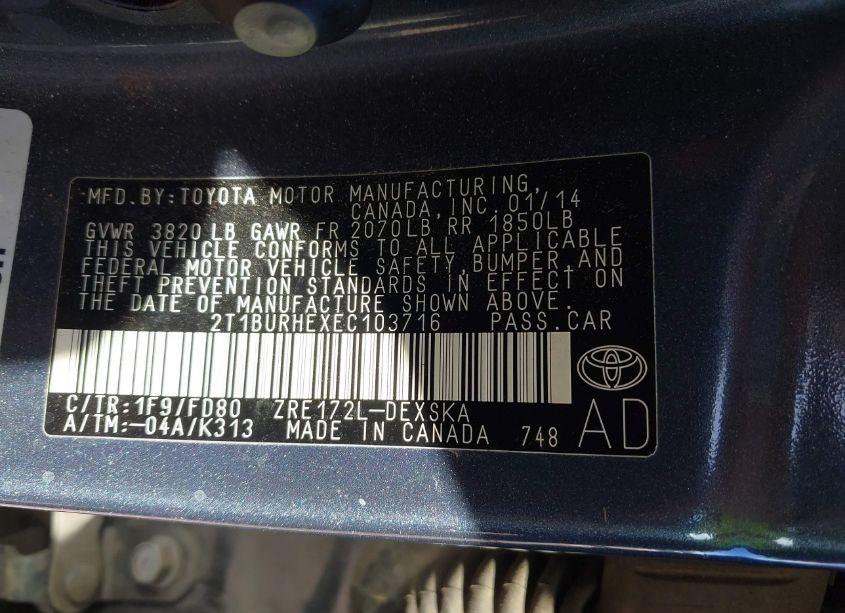 MFD.BY:TOYOTA MOTOR MANUFACTURING,
CANADA,INC. 01/14
GVWR 3820 LB GAWR FR 2070LB RR 1850LB
THIS VEHICLE CONFORMS TO ALL APPLICABLE
FEDERAL MOTOR VEHICLE SAFETY,BUMPER,AND
THEFT PREVENTION STANDARDS IN EFFECT ON
THE DATE OF MANUFACTURE SHOWN ABOVE.
2T1BURHEXEC103716 PASS.CAR
C/TR:1F9/FD80 ZRE172L-DEXSKA
A/TM:-04A/K313 MADE IN CANADA 748
AD